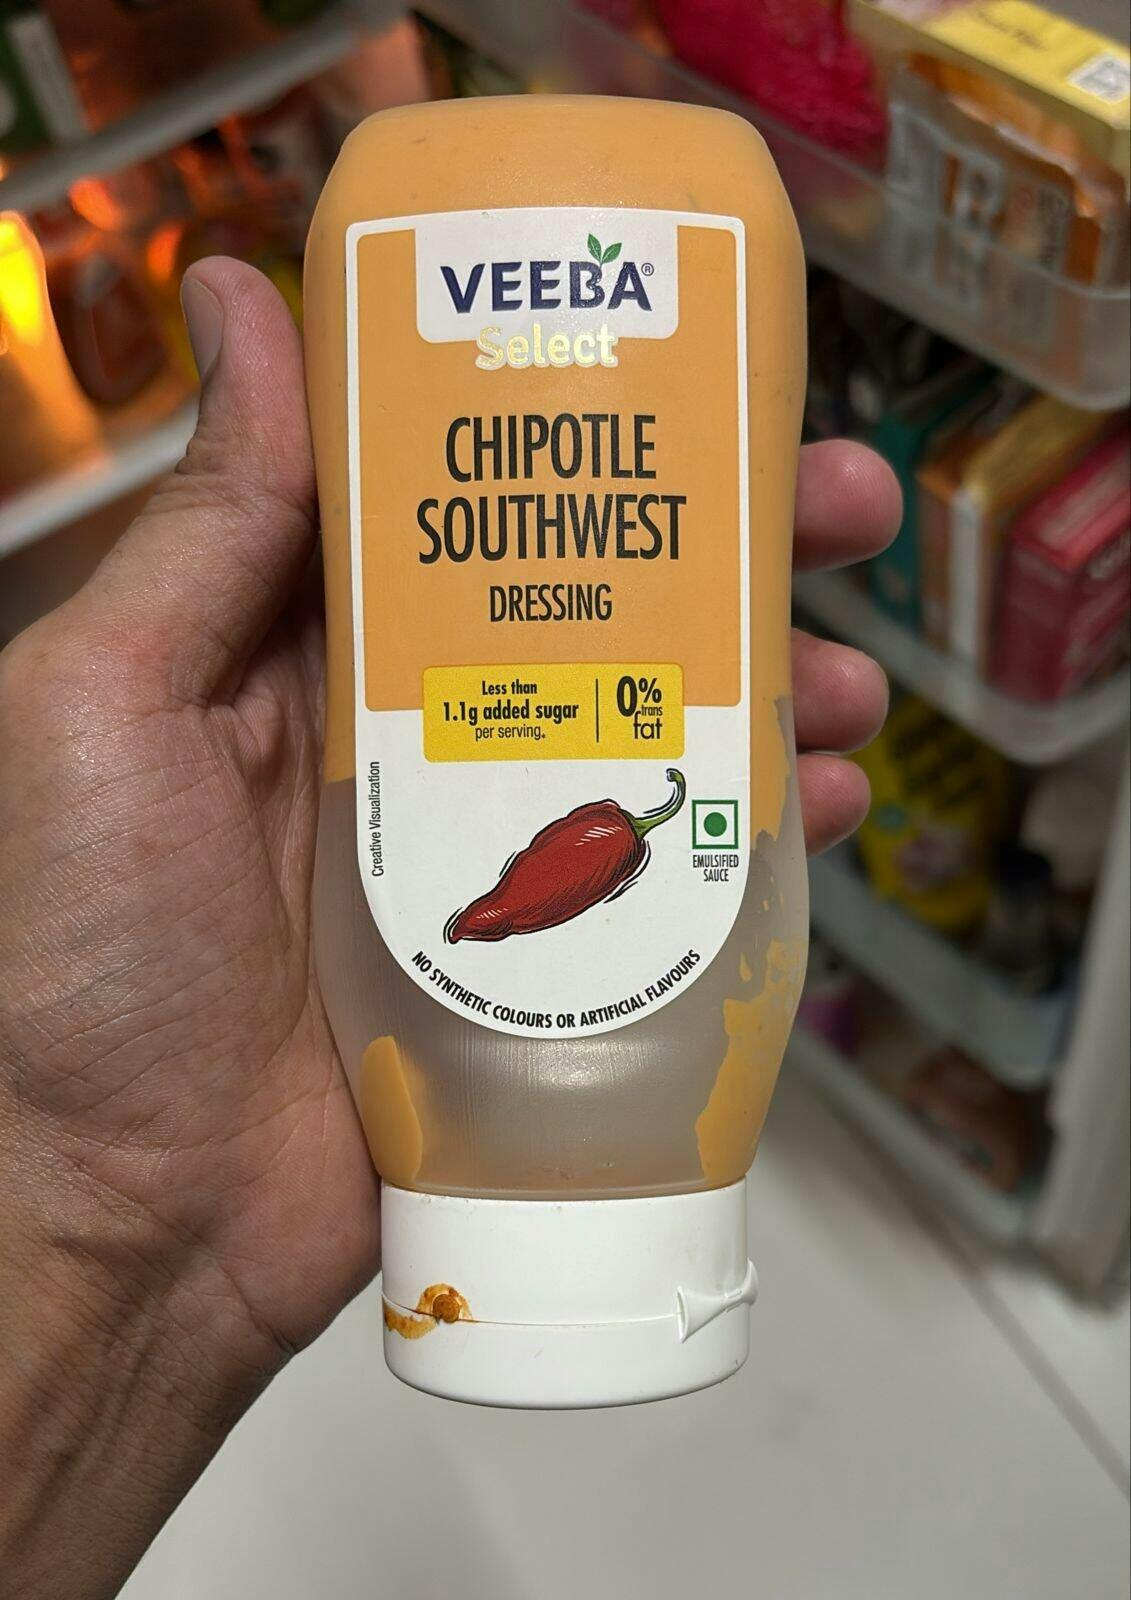 VEEBA®
Select
CHIPOTLE
SOUTHWEST
DRESSING
Less than
1.1g added sugar
per serving.
0%
trans
fat
Creative Visualization
EMULSIFIED
SAUCE
NO SYNTHETIC COLOURS OR ARTIFICIAL FLAVOURS